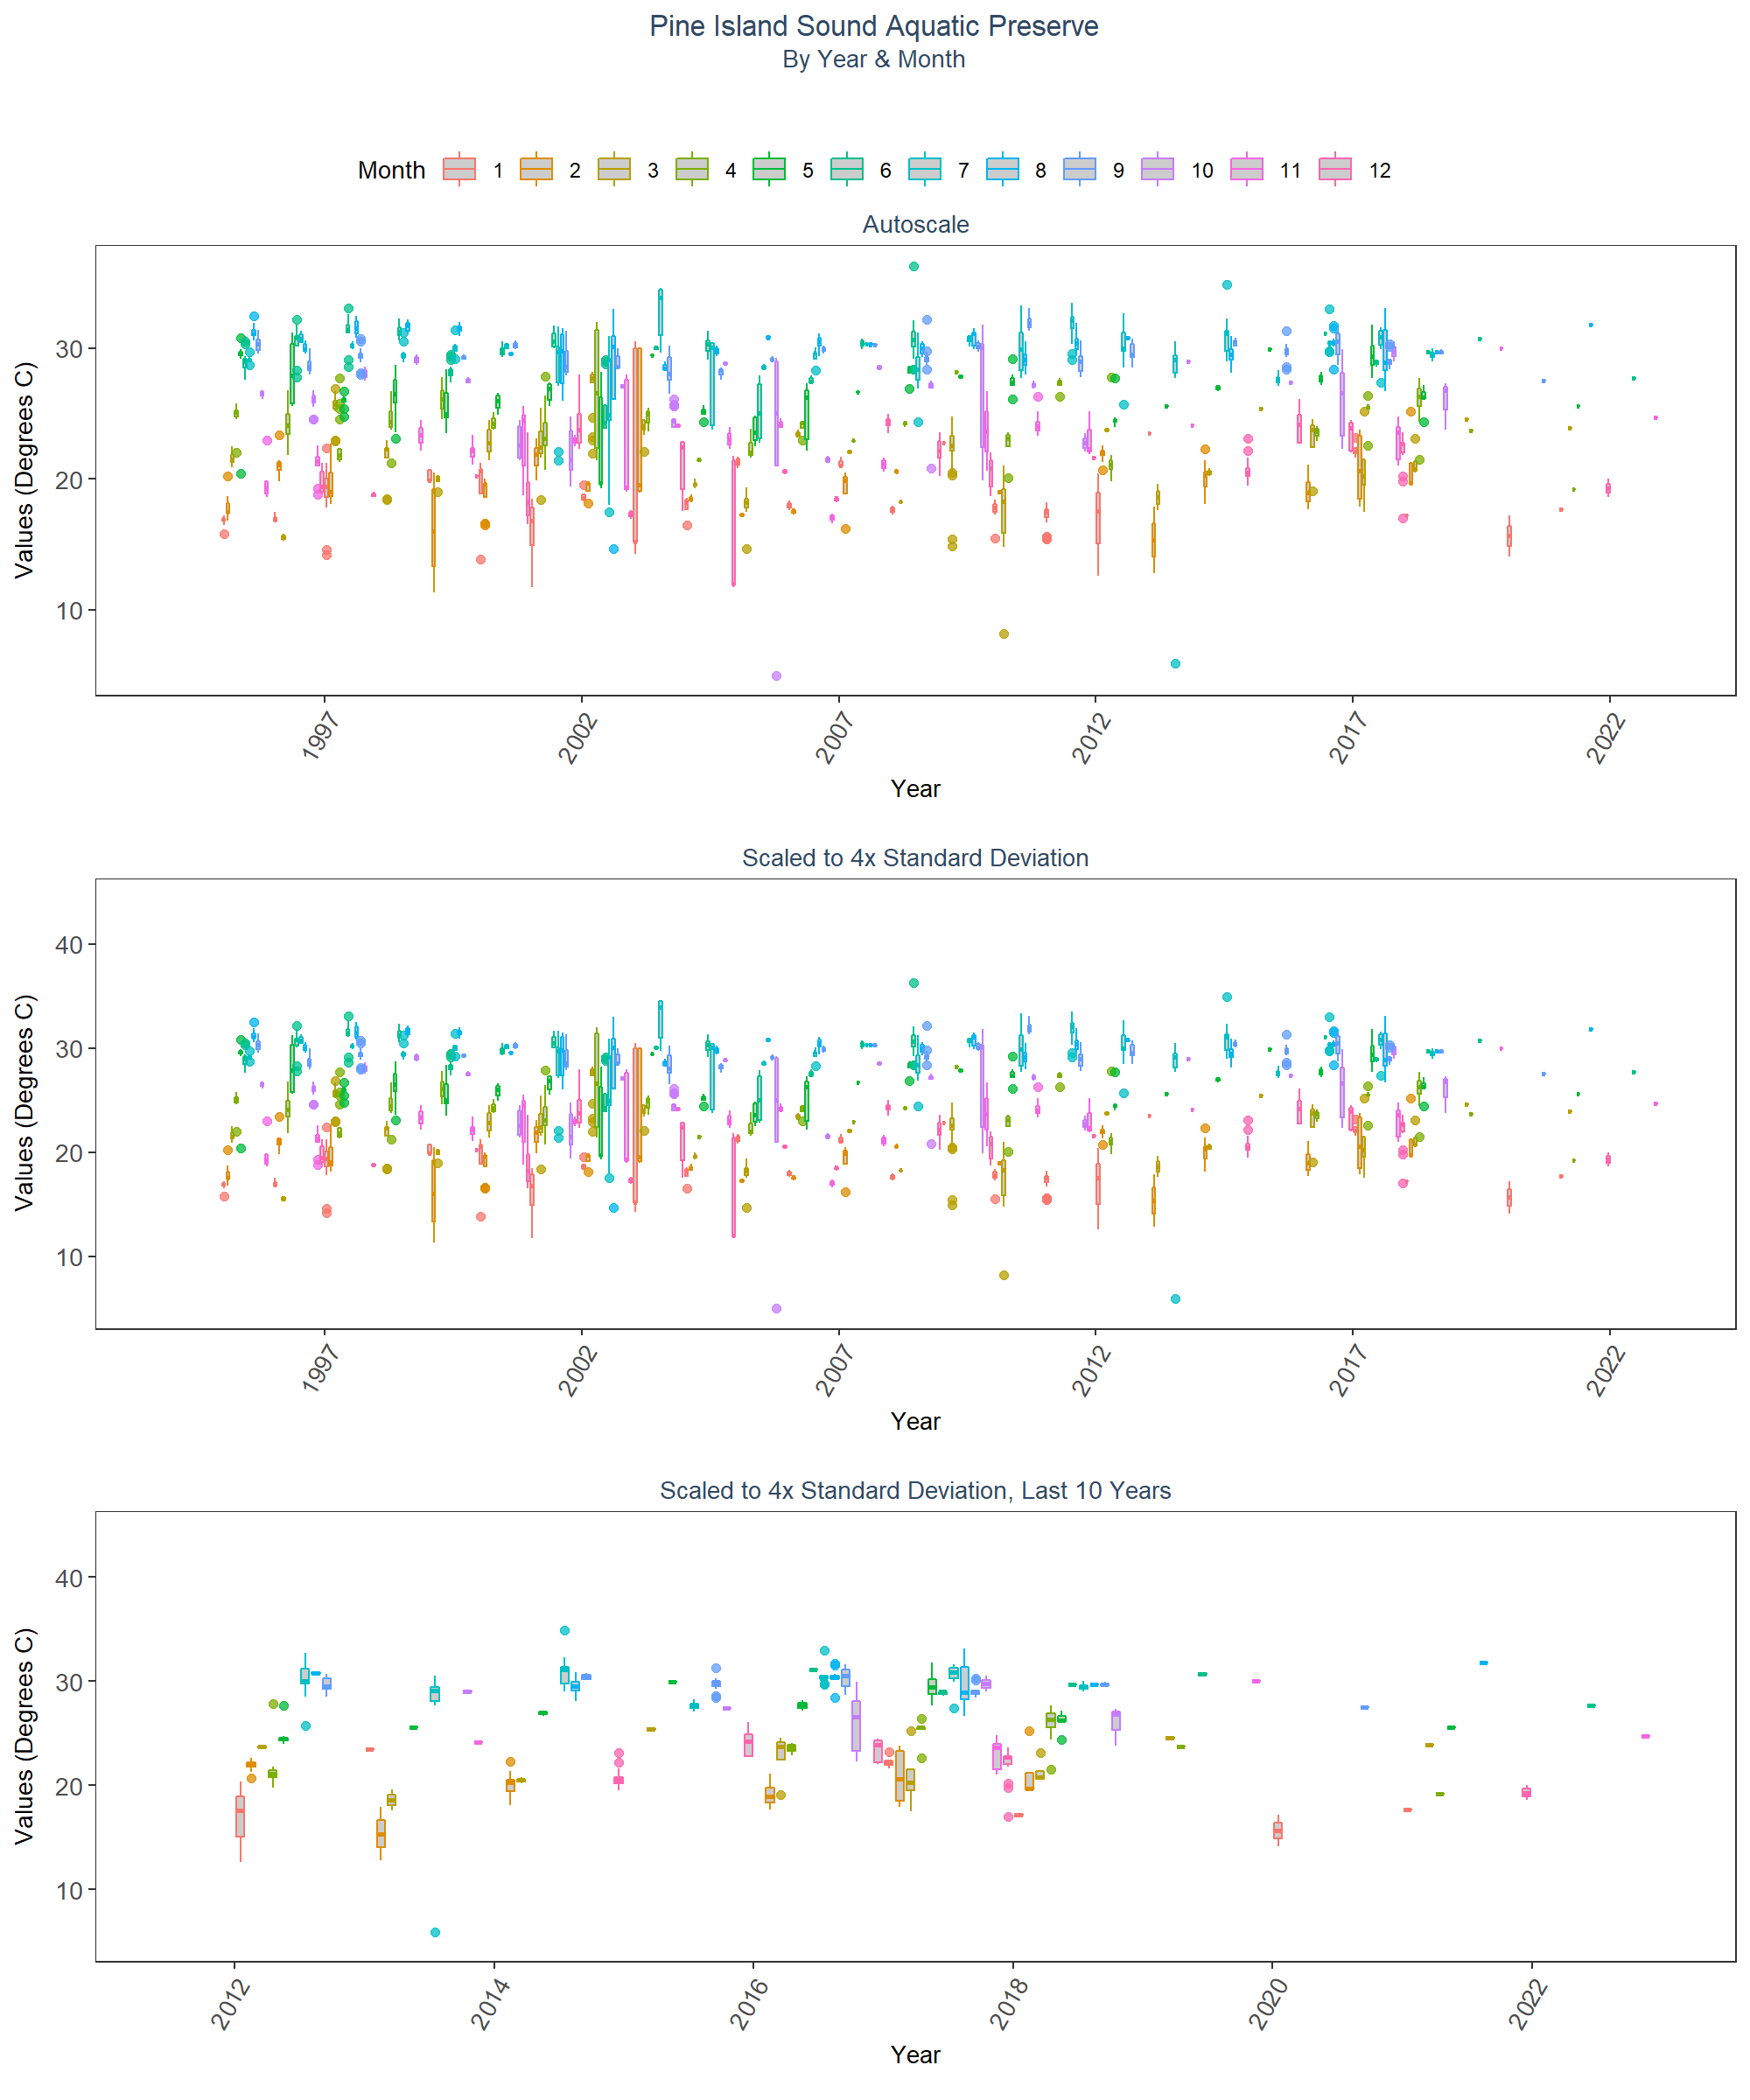 Pine Island Sound Aquatic Preserve
By Year & Month
Month 1 2 3 4 5 6 7 8 9 10 11 12
Autoscale
Values (Degrees C)
30
20
10
1997 2002 2007 2012 2017 2022
Year
Scaled to 4x Standard Deviation
Values (Degrees C)
40
30
20
10
1997 2002 2007 2012 2017 2022
Year
Scaled to 4x Standard Deviation, Last 10 Years
Values (Degrees C)
40
30
20
10
2012 2014 2016 2018 2020 2022
Year